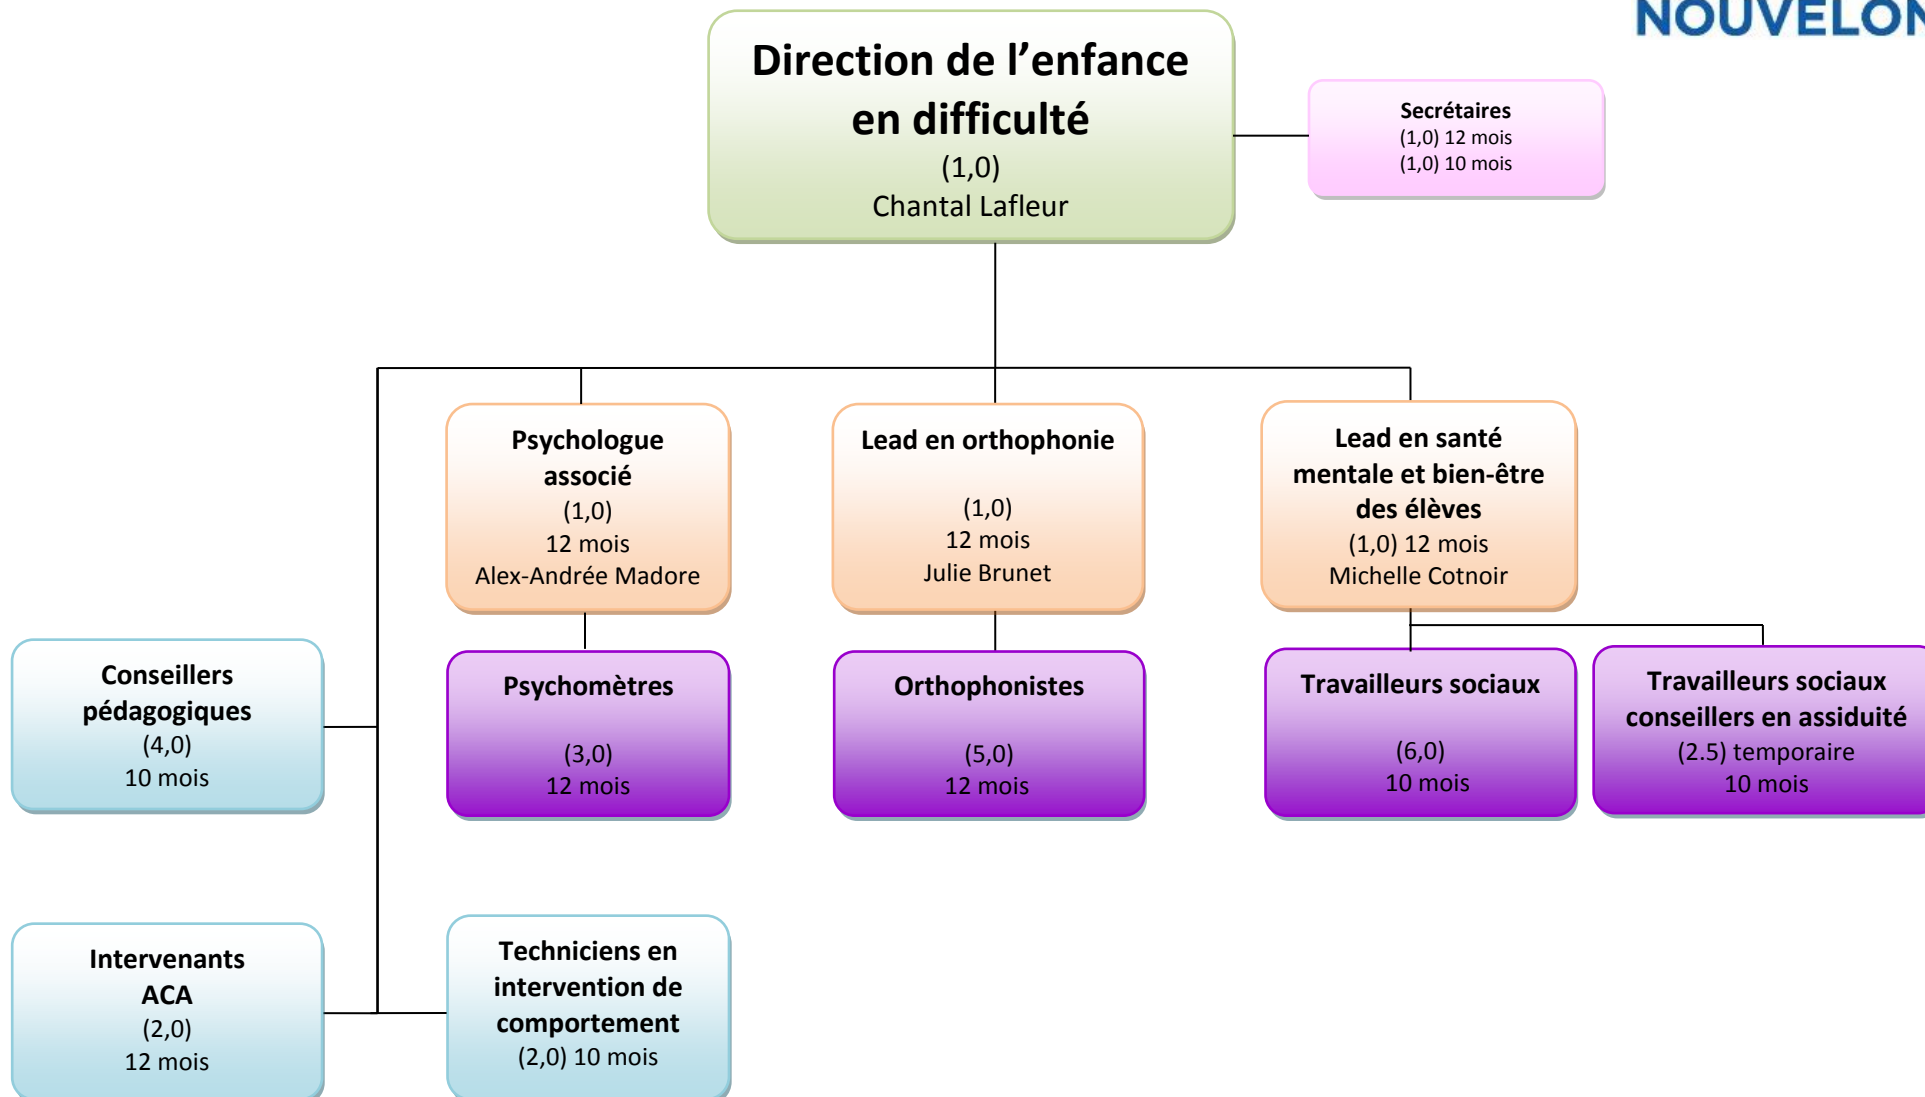 NOUVELON
Direction de l’enfance
en difficulté
(1,0)
Chantal Lafleur
Secrétaires
(1,0) 12 mois
(1,0) 10 mois
Psychologue
associé
(1,0)
12 mois
Alex-Andrée Madore
Lead en orthophonie
(1,0)
12 mois
Julie Brunet
Lead en santé
mentale et bien-être
des élèves
(1,0) 12 mois
Michelle Cotnoir
Conseillers
pédagogiques
(4,0)
10 mois
Psychomètres
(3,0)
12 mois
Orthophonistes
(5,0)
12 mois
Travailleurs sociaux
(6,0)
10 mois
Travailleurs sociaux
conseillers en assiduité
(2.5) temporaire
10 mois
Intervenants
ACA
(2,0)
12 mois
Techniciens en
intervention de
comportement
(2,0) 10 mois